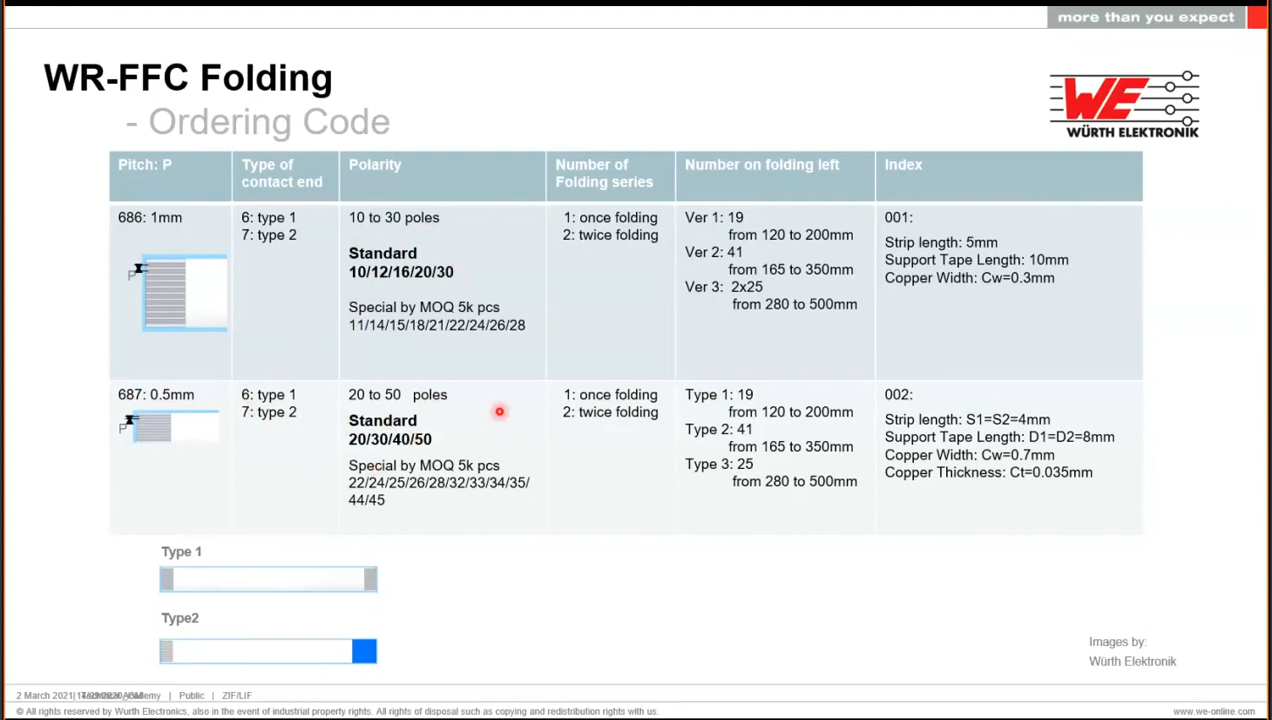 more than you expect
WR-FFC Folding
- Ordering Code
WE
WÜRTH ELEKTRONIK
Pitch: P
Type of
contact end
Polarity
Number of
Folding series
Number on folding left
Index
686: 1mm
P
6: type 1
7: type 2
10 to 30 poles
Standard
10/12/16/20/30
Special by MOQ 5k pcs
11/14/15/18/21/22/24/26/28
1: once folding
2: twice folding
Ver 1: 19
from 120 to 200mm
Ver 2: 41
from 165 to 350mm
Ver 3: 2x25
from 280 to 500mm
001:
Strip length: 5mm
Support Tape Length: 10mm
Copper Width: Cw=0.3mm
687: 0.5mm
P
6: type 1
7: type 2
20 to 50 poles
Standard
20/30/40/50
Special by MOQ 5k pcs
22/24/25/26/28/32/33/34/35/
44/45
1: once folding
2: twice folding
Type 1: 19
from 120 to 200mm
Type 2: 41
from 165 to 350mm
Type 3: 25
from 280 to 500mm
002:
Strip length: S1=S2=4mm
Support Tape Length: D1=D2=8mm
Copper Width: Cw=0.7mm
Copper Thickness: Ct=0.035mm
Type 1
Type2
Images by:
Würth Elektronik
2 March 2021 | Public | ZIF/LIF
© All rights reserved by Wurth Electronics, also in the event of industrial property rights. All rights of disposal such as copying and redistribution rights with us.
www.we-online.com